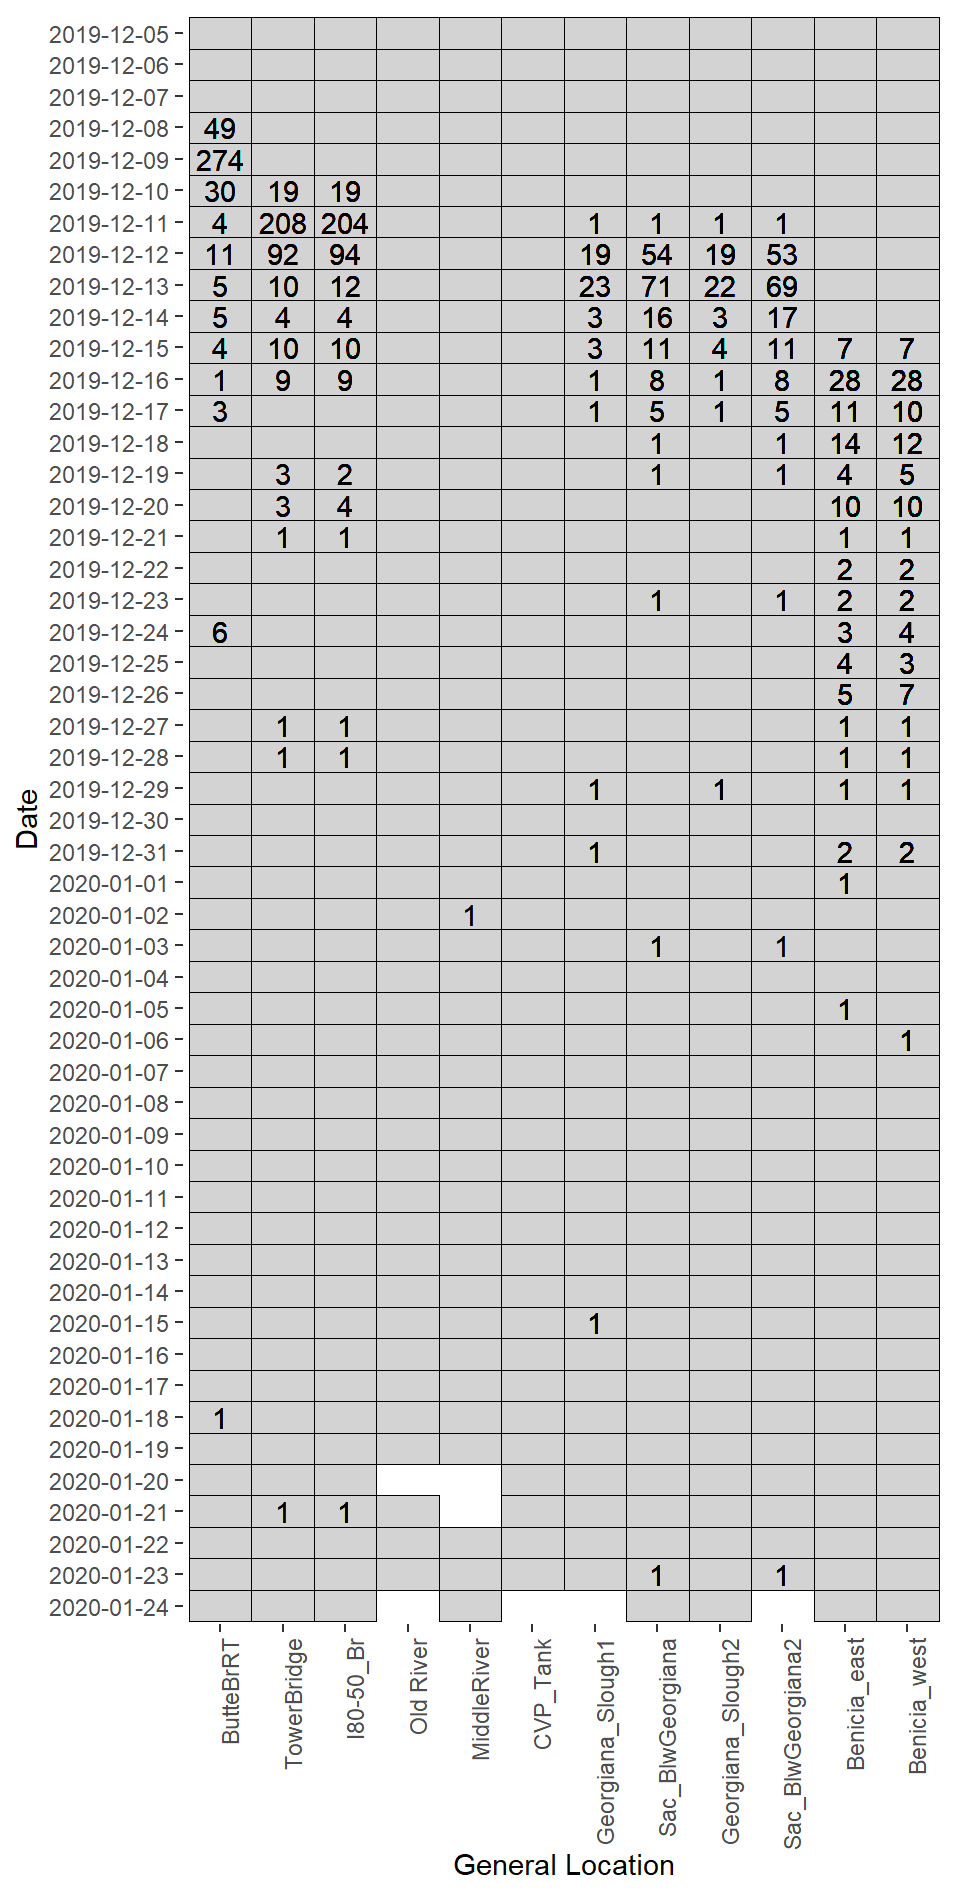 2019-12-05
2019-12-06
2019-12-07
2019-12-08 49
2019-12-09 274
2019-12-10 30 19 19
2019-12-11 4 208 204 1 1 1 1
2019-12-12 11 92 94 19 54 19 53
2019-12-13 5 10 12 23 71 22 69
2019-12-14 5 4 4 3 16 3 17
2019-12-15 4 10 10 3 11 4 11 7 7
2019-12-16 1 9 9 1 8 1 8 28 28
2019-12-17 3 1 5 1 5 11 10
2019-12-18 1 1 14 12
2019-12-19 3 2 1 1 4 5
2019-12-20 3 4 10 10
2019-12-21 1 1 1 1
2019-12-22 2 2
2019-12-23 1 1 2 2
2019-12-24 6 3 4
2019-12-25 4 3
2019-12-26 5 7
2019-12-27 1 1 1 1
2019-12-28 1 1 1 1
2019-12-29 1 1 1 1
2019-12-30
2019-12-31 1 2 2
2020-01-01 1
2020-01-02 1
2020-01-03 1 1
2020-01-04
2020-01-05 1
2020-01-06 1
2020-01-07
2020-01-08
2020-01-09
2020-01-10
2020-01-11
2020-01-12
2020-01-13
2020-01-14
2020-01-15 1
2020-01-16
2020-01-17
2020-01-18 1
2020-01-19
2020-01-20
2020-01-21 1 1
2020-01-22
2020-01-23 1 1
2020-01-24
Date
ButteBrRT
TowerBridge
I80-50_Br
Old River
MiddleRiver
CVP_Tank
Georgiana_Slough1
Sac_BlwGeorgiana
Georgiana_Slough2
Sac_BlwGeorgiana2
Benicia_east
Benicia_west
General Location